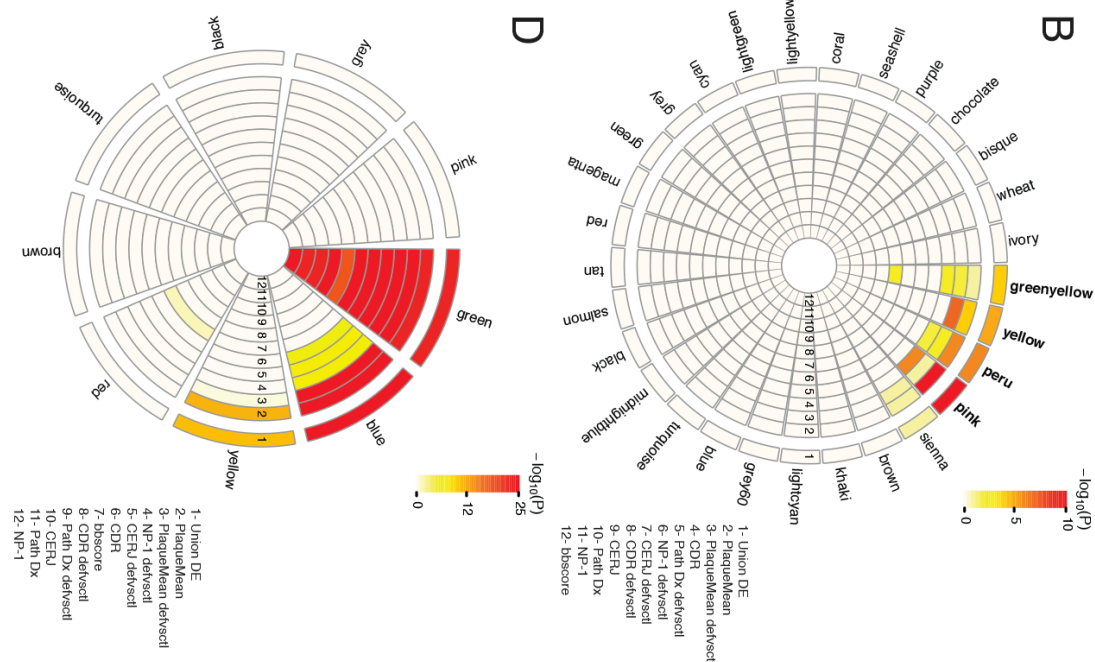 D
black
grey
pink
green
blue
yellow
red
brown
turquoise
12
11
10
9
8
7
6
5
4
3
2
1
−log10(P)
0
12
25
1- Union DE
2- PlaqueMean
3- PlaqueMean defvsctl
4- NP-1 defvsctl
5- CERJ defvsctl
6- CDR
7- bbscore
8- CDR defvsctl
9- Path Dx defvsctl
10- CERJ
11- Path Dx
12- NP-1
B
lightyellow
coral
seashell
purple
chocolate
bisque
wheat
ivory
greenyellow
yellow
peru
pink
sienna
brown
khaki
lightcyan
grey60
blue
turquoise
midnightblue
black
salmon
tan
red
magenta
green
grey
cyan
lightgreen
12
11
10
9
8
7
6
5
4
3
2
1
−log10(P)
0
5
10
1- Union DE
2- PlaqueMean
3- PlaqueMean defvsct
4- CDR
5- Path Dx defvsctl
6- NP-1 defvsctl
7- CERJ defvsctl
8- CDR defvsctl
9- CERJ
10- Path Dx
11- NP-1
12- bbscore